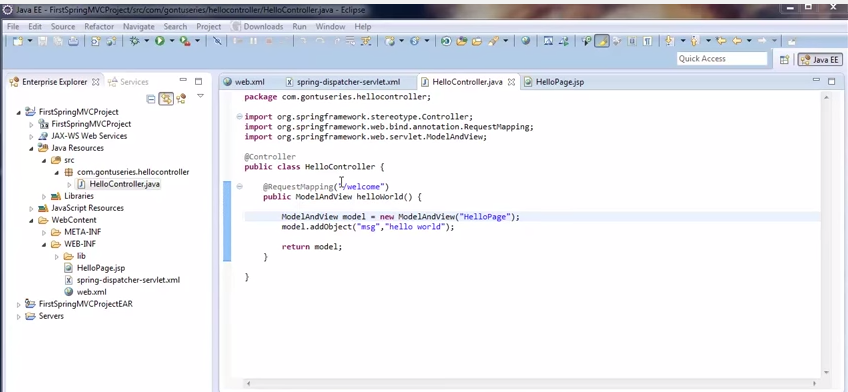 Java EE - FirstSpringMVCProject/src/com/gontuseries/hellocontroller/HelloController.java - Eclipse
File Edit Source Refactor Navigate Search Project Downloads Run Window Help
Quick Access
Java EE
Enterprise Explorer
Services
FirstSpringMVCProject
FirstSpringMVCProject
JAX-WS Web Services
Java Resources
src
com.gontuseries.hellocontroller
HelloController.java
Libraries
JavaScript Resources
WebContent
META-INF
WEB-INF
lib
HelloPage.jsp
spring-dispatcher-servlet.xml
web.xml
FirstSpringMVCProjectEAR
Servers
web.xml
spring-dispatcher-servlet.xml
HelloController.java
HelloPage.jsp
package com.gontuseries.hellocontroller;
import org.springframework.stereotype.Controller;
import org.springframework.web.bind.annotation.RequestMapping;
import org.springframework.web.servlet.ModelAndView;
@Controller
public class HelloController {
@RequestMapping("/welcome")
public ModelAndView helloWorld() {
ModelAndView model = new ModelAndView("HelloPage");
model.addObject("msg","hello world");
return model;
}
}